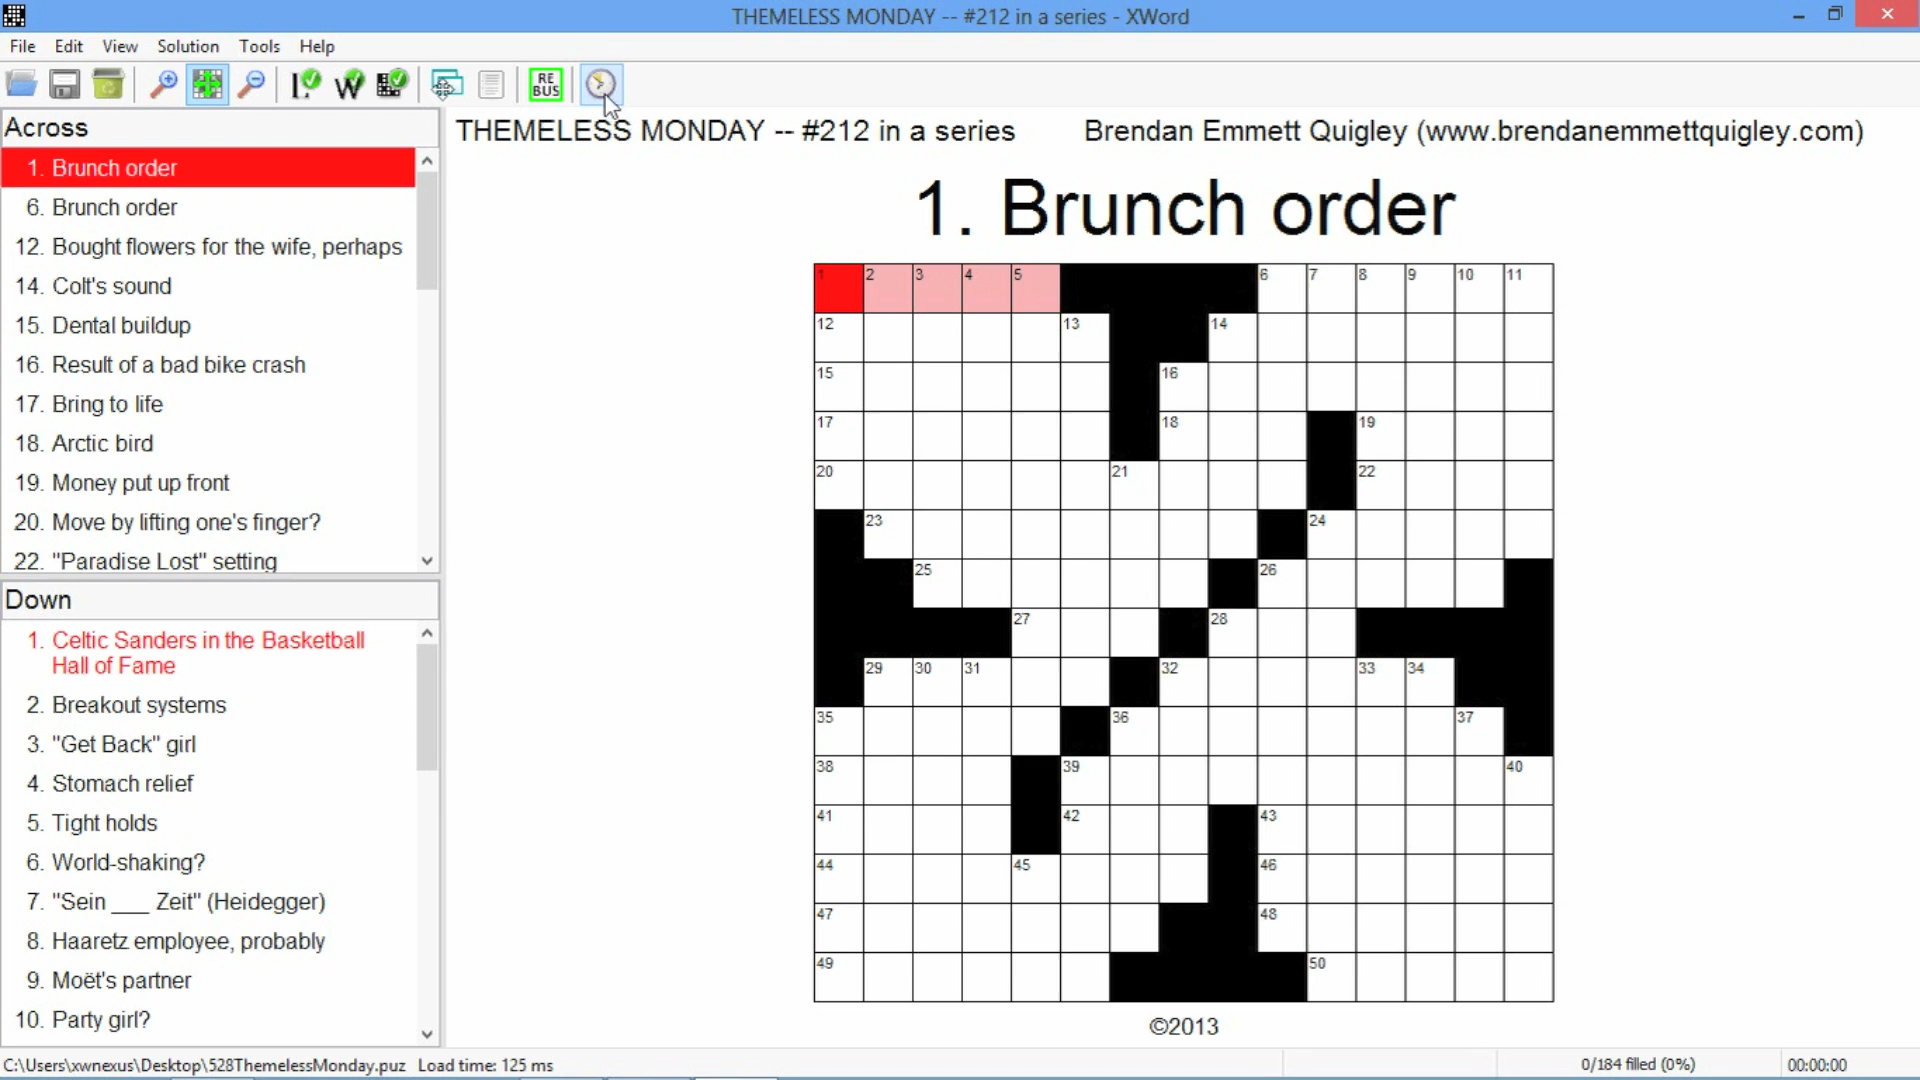 THEMELESS MONDAY -- #212 in a series - XWord
File Edit View Solution Tools Help
L W RE BUS
Across
1. Brunch order
6. Brunch order
12. Bought flowers for the wife, perhaps
14. Colt's sound
15. Dental buildup
16. Result of a bad bike crash
17. Bring to life
18. Arctic bird
19. Money put up front
20. Move by lifting one's finger?
22. "Paradise Lost" setting
Down
1. Celtic Sanders in the Basketball
Hall of Fame
2. Breakout systems
3. "Get Back" girl
4. Stomach relief
5. Tight holds
6. World-shaking?
7. "Sein ___ Zeit" (Heidegger)
8. Haaretz employee, probably
9. Moët's partner
10. Party girl?
THEMELESS MONDAY -- #212 in a series Brendan Emmett Quigley (www.brendanemmettquigley.com)
1. Brunch order
1 2 3 4 5 6 7 8 9 10 11
12 13 14
15 16
17 18 19
20 21 22
23 24
25 26
27 28
29 30 31 32 33 34
35 36 37
38 39 40
41 42 43
44 45 46
47 48
49 50
©2013
C:\Users\xwnexus\Desktop\528ThemelessMonday.puz Load time: 125 ms 0/184 filled (0%) 00:00:00